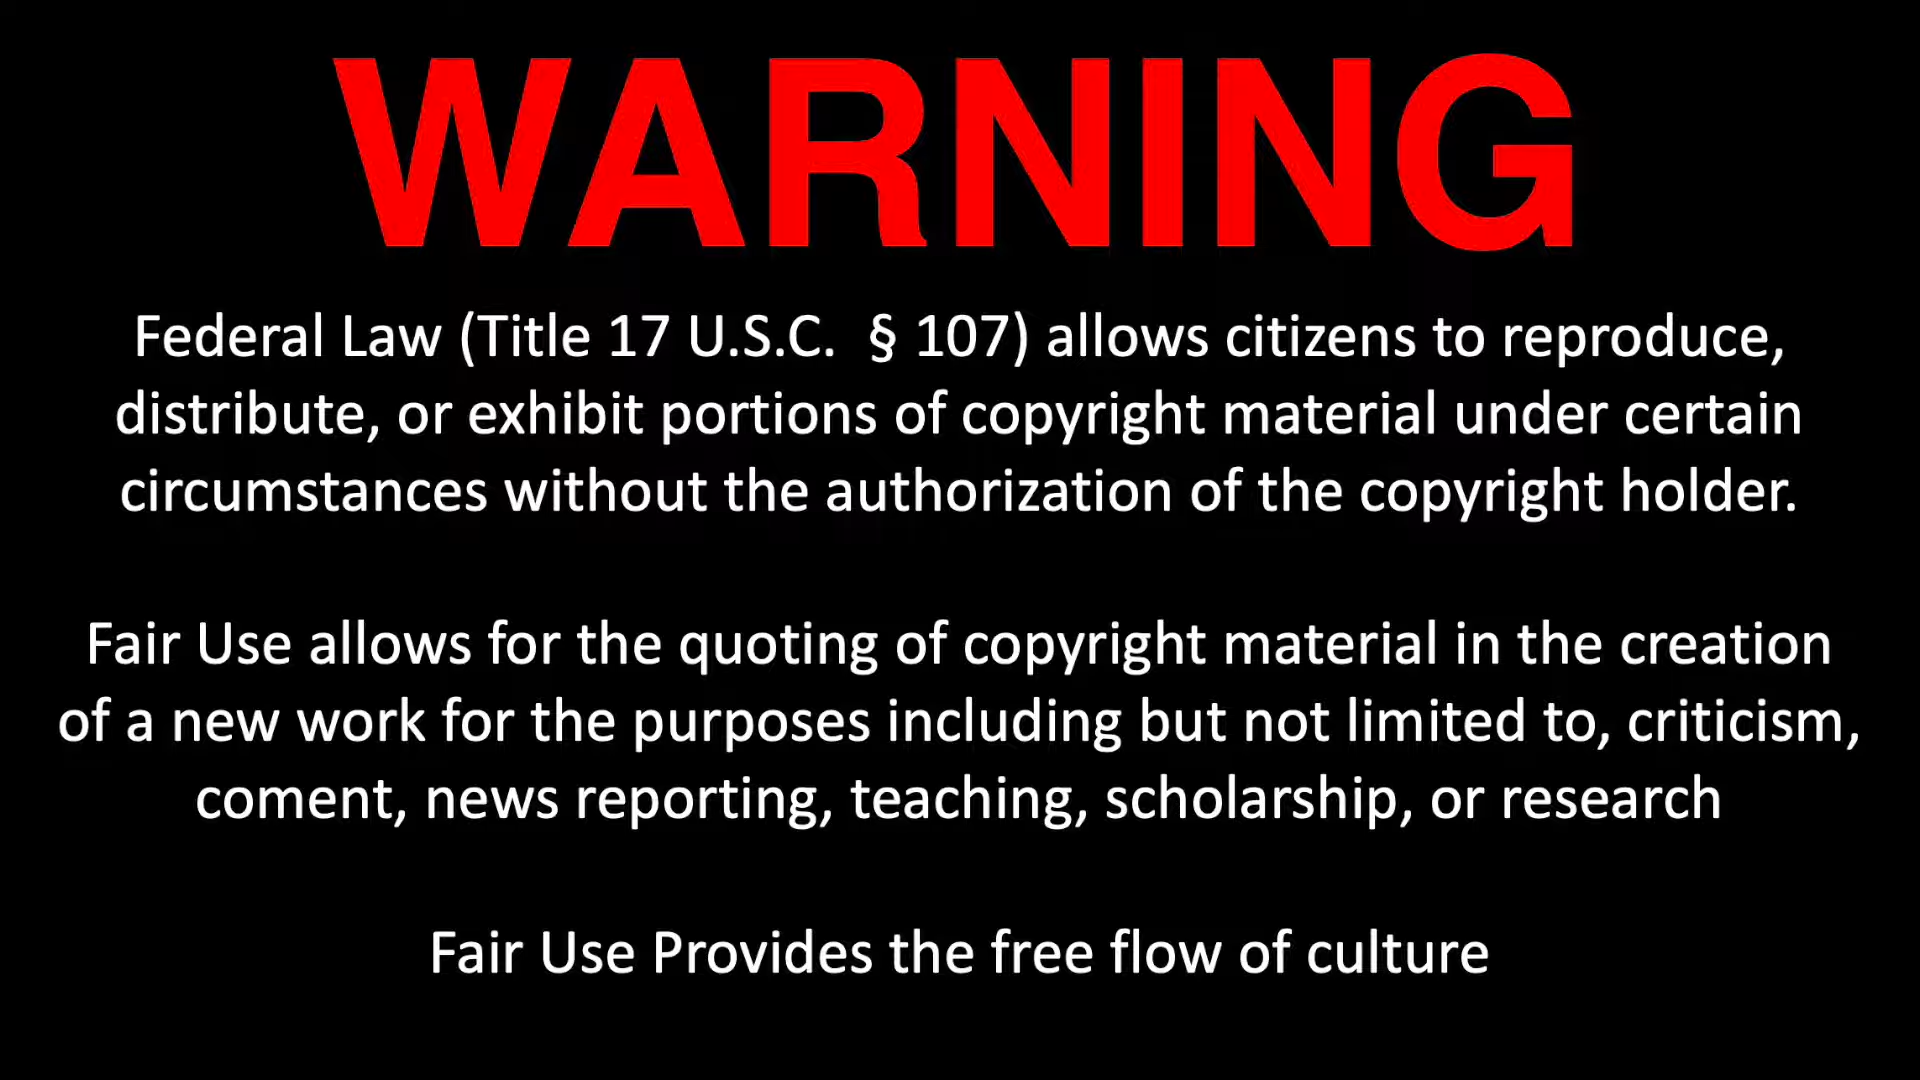 WARNING
Federal Law (Title 17 U.S.C.  § 107) allows citizens to reproduce,
distribute, or exhibit portions of copyright material under certain
circumstances without the authorization of the copyright holder.
Fair Use allows for the quoting of copyright material in the creation
of a new work for the purposes including but not limited to, criticism,
coment, news reporting, teaching, scholarship, or research
Fair Use Provides the free flow of culture